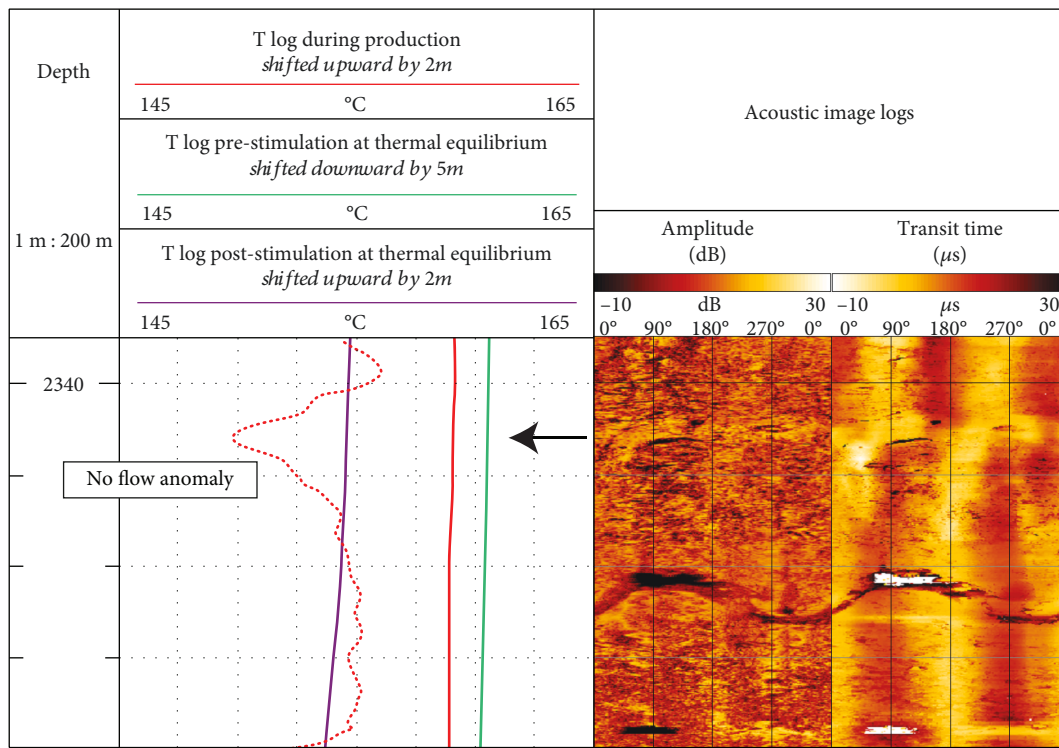 Depth
1 m : 200 m
T log during production
shifted upward by 2m
145 °C 165
T log pre-stimulation at thermal equilibrium
shifted downward by 5m
145 °C 165
T log post-stimulation at thermal equilibrium
shifted upward by 2m
145 °C 165
Acoustic image logs
Amplitude
(dB)
Transit time
(μs)
–10 dB 30
–10 μs 30
0° 90° 180° 270° 0°
0° 90° 180° 270° 0°
2340
No flow anomaly